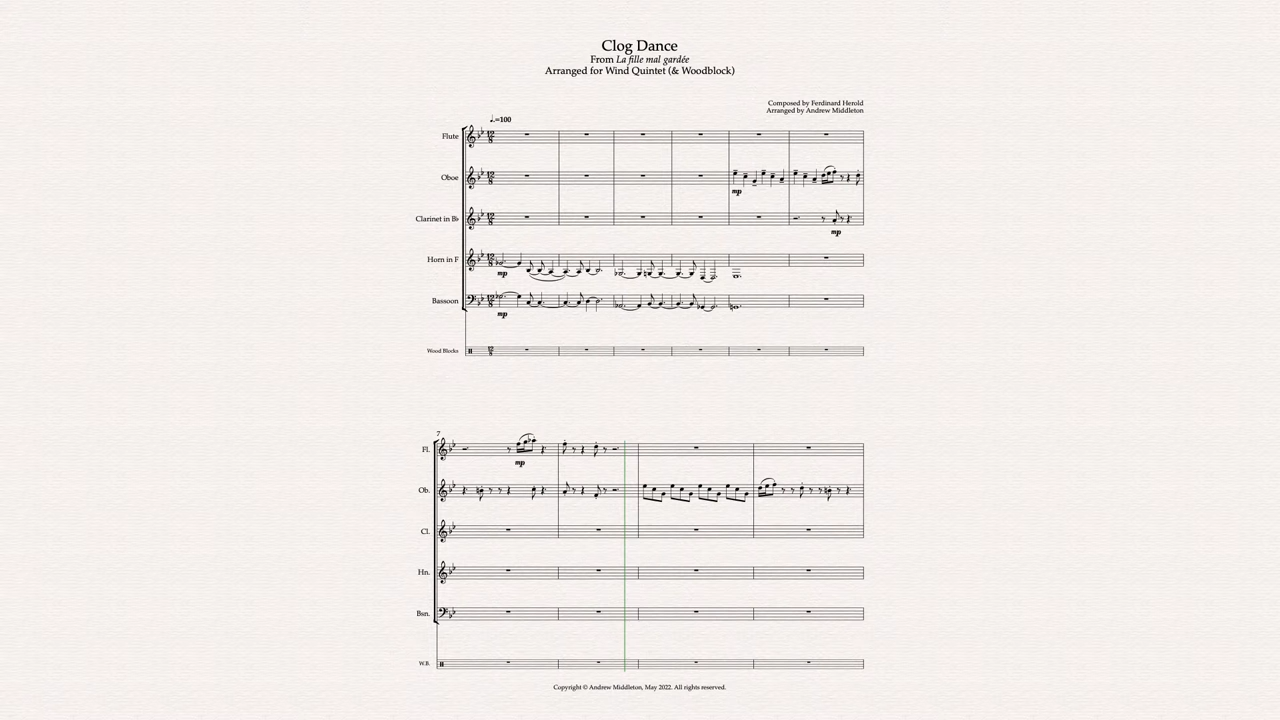 Clog Dance
From La fille mal gardée
Arranged for Wind Quintet (& Woodblock)
Composed by Ferdinard Herold
Arranged by Andrew Middleton
♩.=100
Flute
Oboe
mp
Clarinet in B♭
mp
Horn in F
mp
Bassoon
mp
Wood Blocks
7
Fl.
mp
Ob.
Cl.
Hn.
Bsn.
W.B.
Copyright © Andrew Middleton, May 2022. All rights reserved.